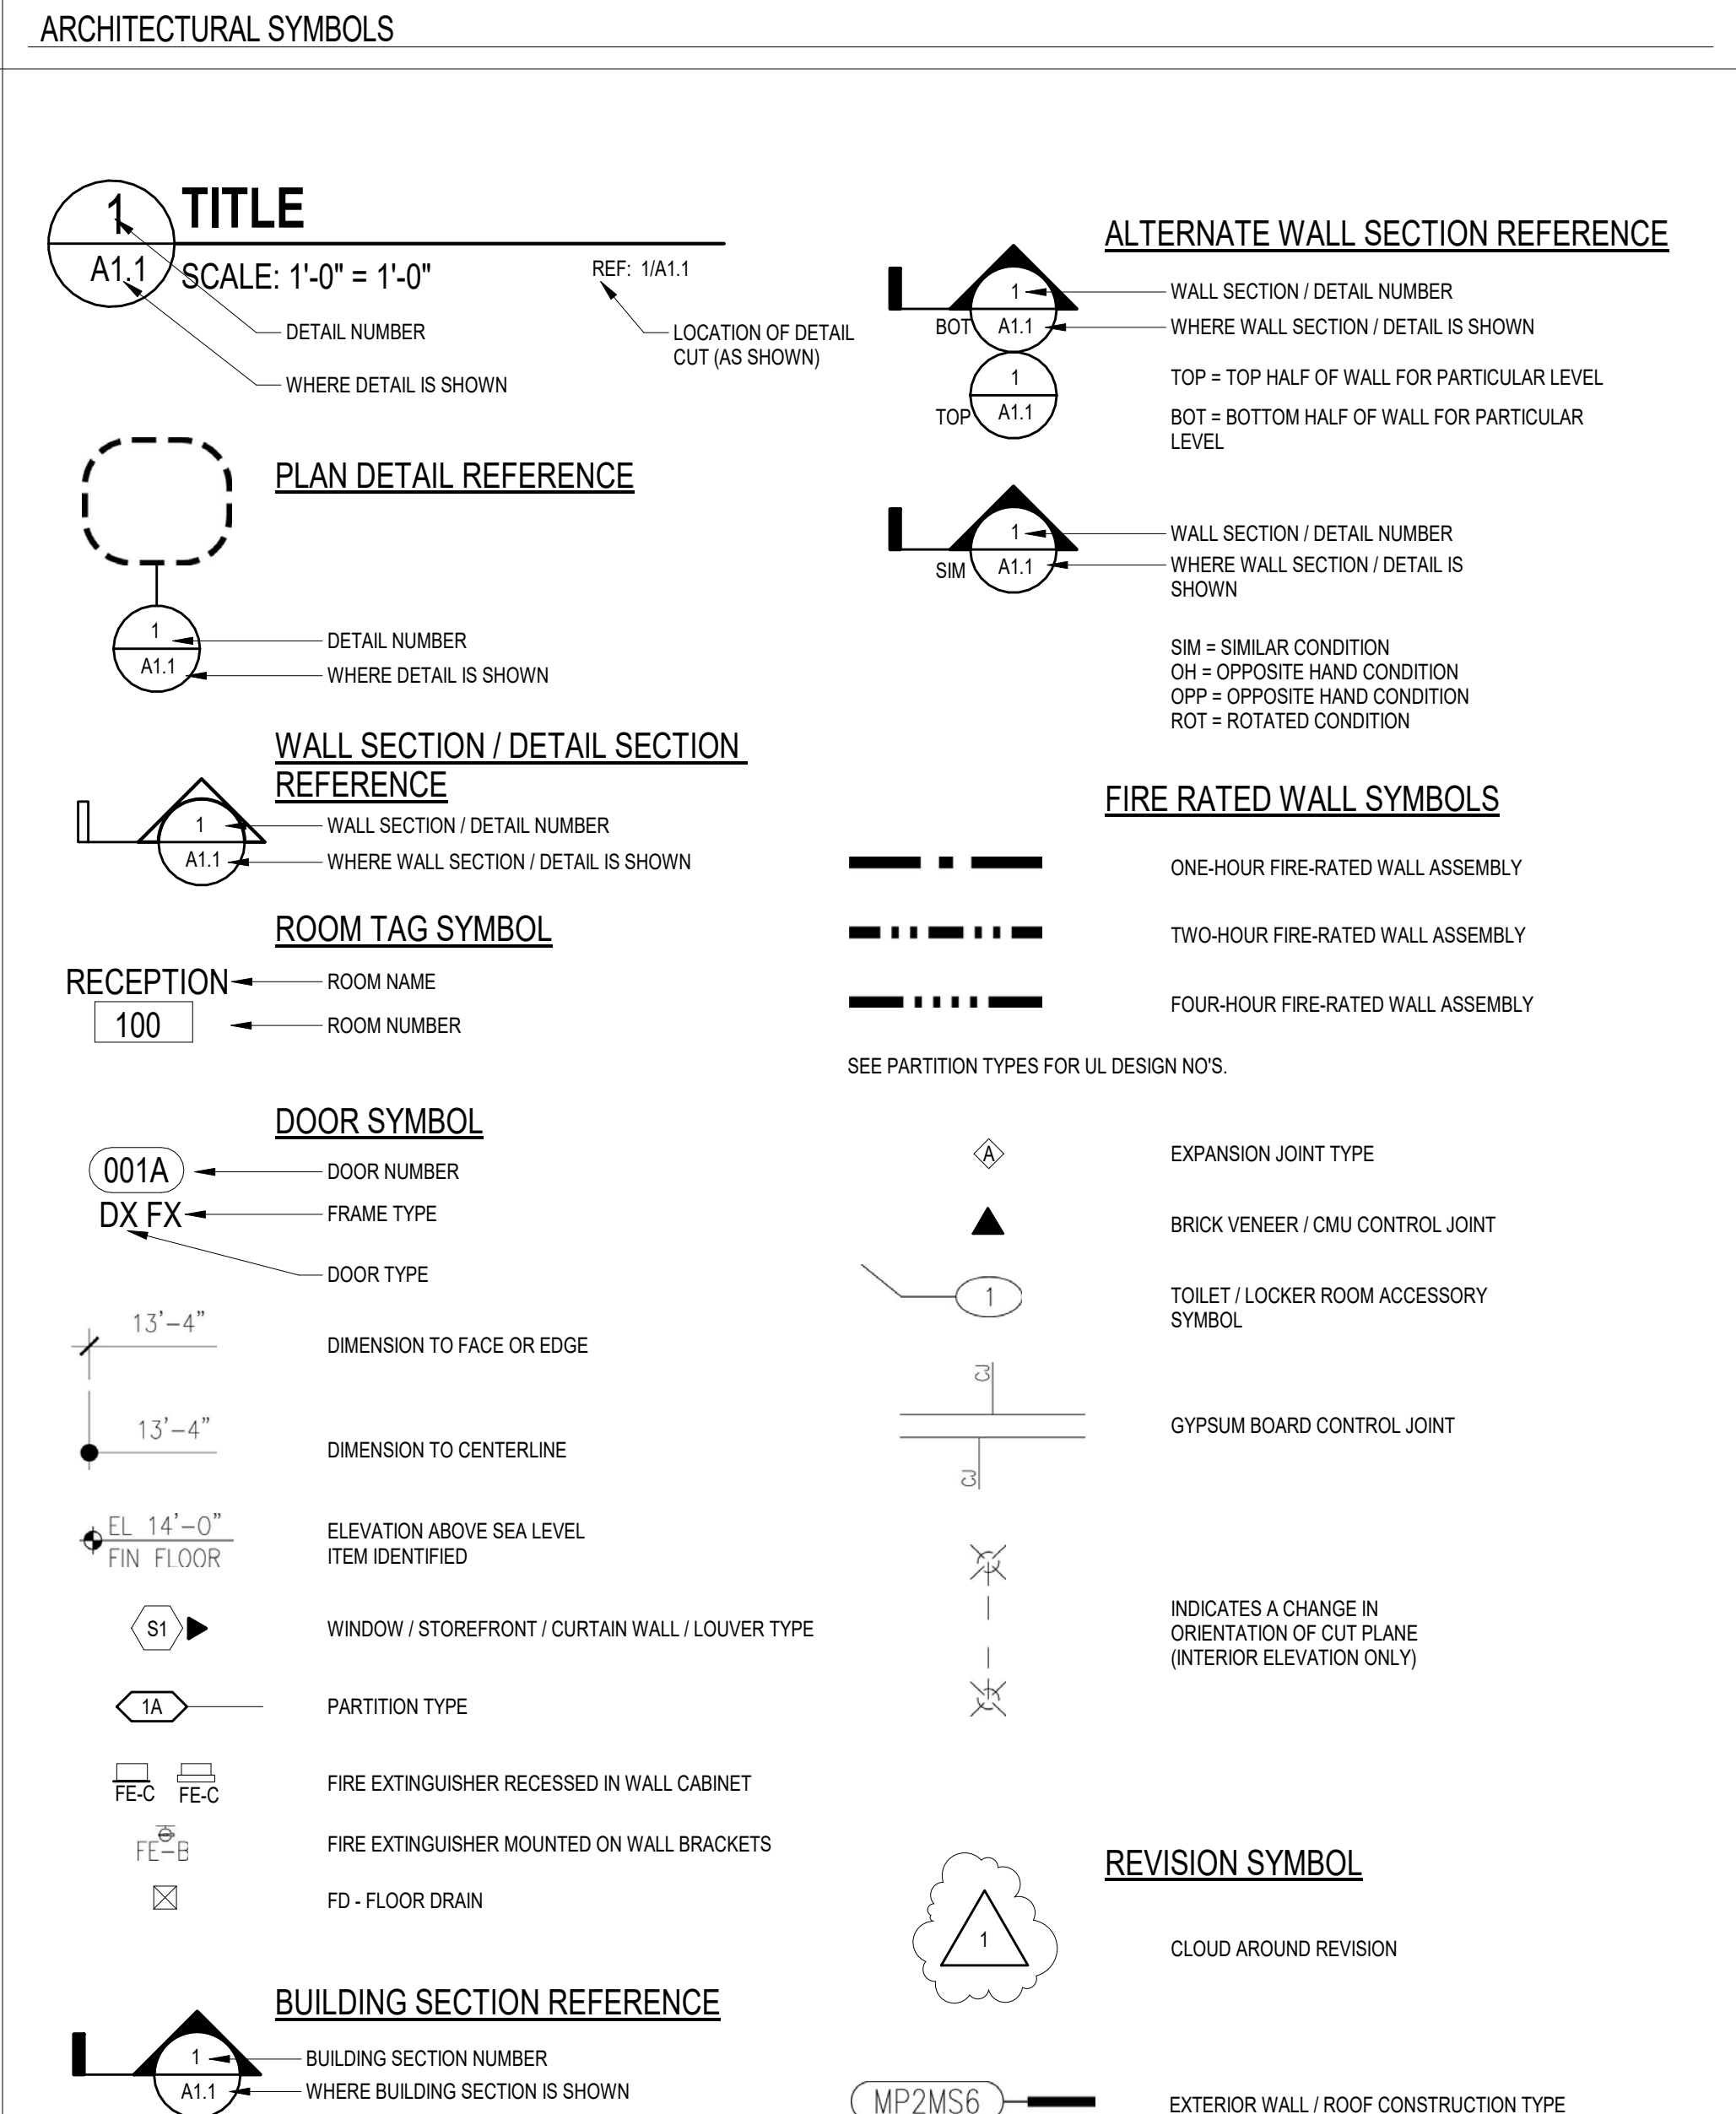 ARCHITECTURAL SYMBOLS
1
A1.1
TITLE
SCALE: 1'-0" = 1'-0"
REF: 1/A1.1
DETAIL NUMBER
WHERE DETAIL IS SHOWN
LOCATION OF DETAIL
CUT (AS SHOWN)
PLAN DETAIL REFERENCE
1
A1.1
DETAIL NUMBER
WHERE DETAIL IS SHOWN
WALL SECTION / DETAIL SECTION
REFERENCE
1
A1.1
WALL SECTION / DETAIL NUMBER
WHERE WALL SECTION / DETAIL IS SHOWN
ROOM TAG SYMBOL
RECEPTION
100
ROOM NAME
ROOM NUMBER
DOOR SYMBOL
001A
DX FX
DOOR NUMBER
FRAME TYPE
DOOR TYPE
13'-4"
DIMENSION TO FACE OR EDGE
13'-4"
DIMENSION TO CENTERLINE
EL 14'-0"
FIN FLOOR
ELEVATION ABOVE SEA LEVEL
ITEM IDENTIFIED
S1
WINDOW / STOREFRONT / CURTAIN WALL / LOUVER TYPE
1A
PARTITION TYPE
FE-C FE-C
FIRE EXTINGUISHER RECESSED IN WALL CABINET
FE-B
FIRE EXTINGUISHER MOUNTED ON WALL BRACKETS
FD - FLOOR DRAIN
BUILDING SECTION REFERENCE
1
A1.1
BUILDING SECTION NUMBER
WHERE BUILDING SECTION IS SHOWN
ALTERNATE WALL SECTION REFERENCE
1
BOT A1.1
1
TOP A1.1
WALL SECTION / DETAIL NUMBER
WHERE WALL SECTION / DETAIL IS SHOWN
TOP = TOP HALF OF WALL FOR PARTICULAR LEVEL
BOT = BOTTOM HALF OF WALL FOR PARTICULAR
LEVEL
1
SIM A1.1
WALL SECTION / DETAIL NUMBER
WHERE WALL SECTION / DETAIL IS
SHOWN
SIM = SIMILAR CONDITION
OH = OPPOSITE HAND CONDITION
OPP = OPPOSITE HAND CONDITION
ROT = ROTATED CONDITION
FIRE RATED WALL SYMBOLS
ONE-HOUR FIRE-RATED WALL ASSEMBLY
TWO-HOUR FIRE-RATED WALL ASSEMBLY
FOUR-HOUR FIRE-RATED WALL ASSEMBLY
SEE PARTITION TYPES FOR UL DESIGN NO'S.
A
EXPANSION JOINT TYPE
BRICK VENEER / CMU CONTROL JOINT
1
TOILET / LOCKER ROOM ACCESSORY
SYMBOL
CJ
CJ
GYPSUM BOARD CONTROL JOINT
INDICATES A CHANGE IN
ORIENTATION OF CUT PLANE
(INTERIOR ELEVATION ONLY)
REVISION SYMBOL
1
CLOUD AROUND REVISION
MP2MS6
EXTERIOR WALL / ROOF CONSTRUCTION TYPE